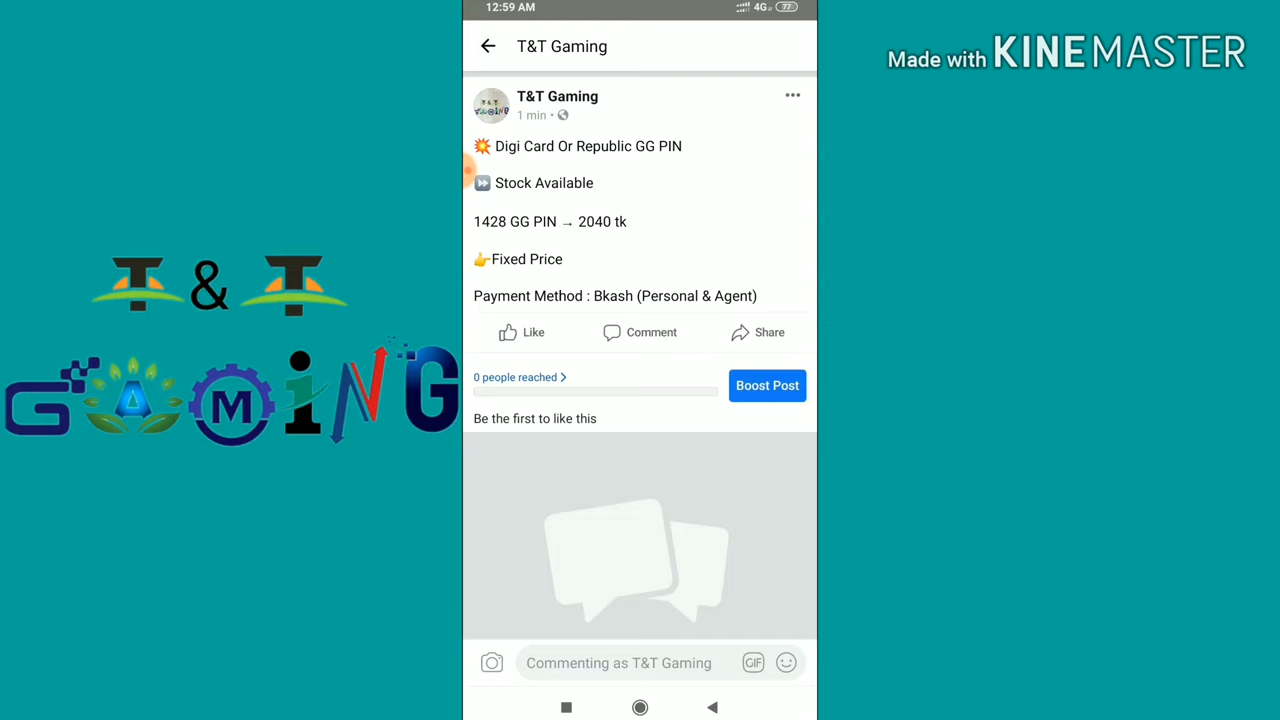 12:59 AM
4G
77
T&T Gaming
Made with KINEMASTER
T&T Gaming
1 min
💥 Digi Card Or Republic GG PIN
⏩ Stock Available
1428 GG PIN → 2040 tk
👉Fixed Price
Payment Method : Bkash (Personal & Agent)
Like
Comment
Share
0 people reached
Boost Post
Be the first to like this
Commenting as T&T Gaming
GIF
T & T
GAMiNG